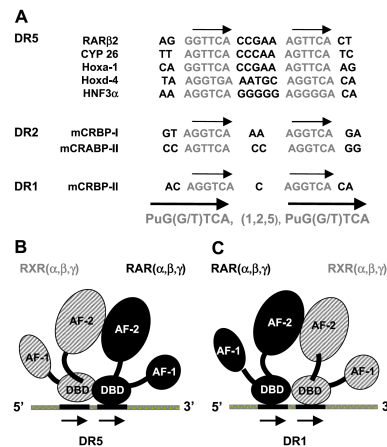 A
DR5
RARβ2 AG GGTTCA CCGAA AGTTCA CT
CYP 26 TT AGTTCA CCCAA AGTTCA TC
Hoxa-1 CA GGTTCA CCGAA AGTTCA AG
Hoxd-4 TA AGGTGA AATGC AGGTCA CA
HNF3α AA AGGTCA GGGGG AGGGGA CA
DR2 mCRBP-I GT AGGTCA AA AGGTCA GA
mCRABP-II CC AGTTCA CC AGGTCA GG
DR1 mCRBP-II AC AGGTCA C AGGTCA CA
PuG(G/T)TCA, (1,2,5), PuG(G/T)TCA
B
RXR(α,β,γ) RAR(α,β,γ)
AF-2 AF-2
AF-1 AF-1
DBD DBD
5’ 3’
DR5
C
RAR(α,β,γ) RXR(α,β,γ)
AF-2 AF-2
AF-1 AF-1
DBD DBD
5’ 3’
DR1